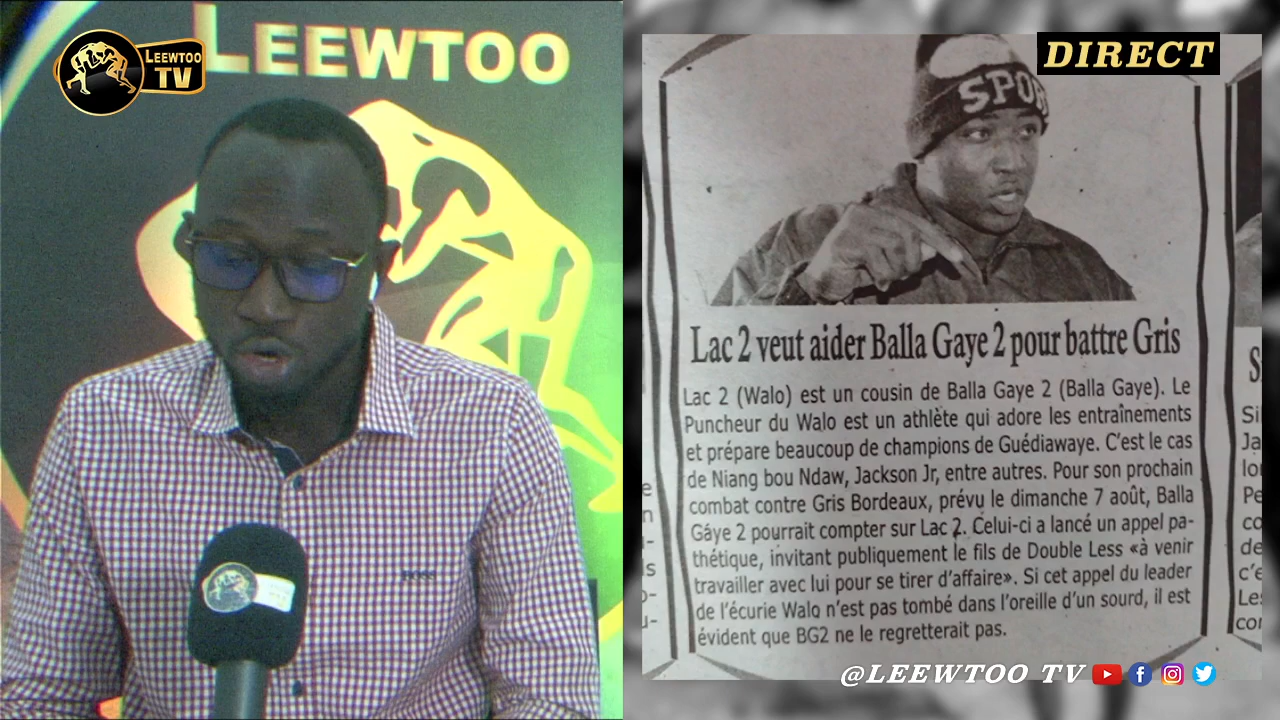 LEEWTOO
LEEWTOO
TV
BOSS
DIRECT
SPOR
Lac 2 veut aider Balla Gaye 2 pour battre Gris
Lac 2 (Walo) est un cousin de Balla Gaye 2 (Balla Gaye). Le
Puncheur du Walo est un athlète qui adore les entraînements
et prépare beaucoup de champions de Guédiawaye. C'est le cas
de Niang bou Ndaw, Jackson Jr, entre autres. Pour son prochain
combat contre Gris Bordeaux, prévu le dimanche 7 août, Balla
Gaye 2 pourrait compter sur Lac 2. Celui-ci a lancé un appel pa-
thétique, invitant publiquement le fils de Double Less «à venir
travailler avec lui pour se tirer d'affaire». Si cet appel du leader
de l'écurie Walo n'est pas tombé dans l'oreille d'un sourd, il est
évident que BG2 ne le regretterait pas.
@LEEWTOO TV